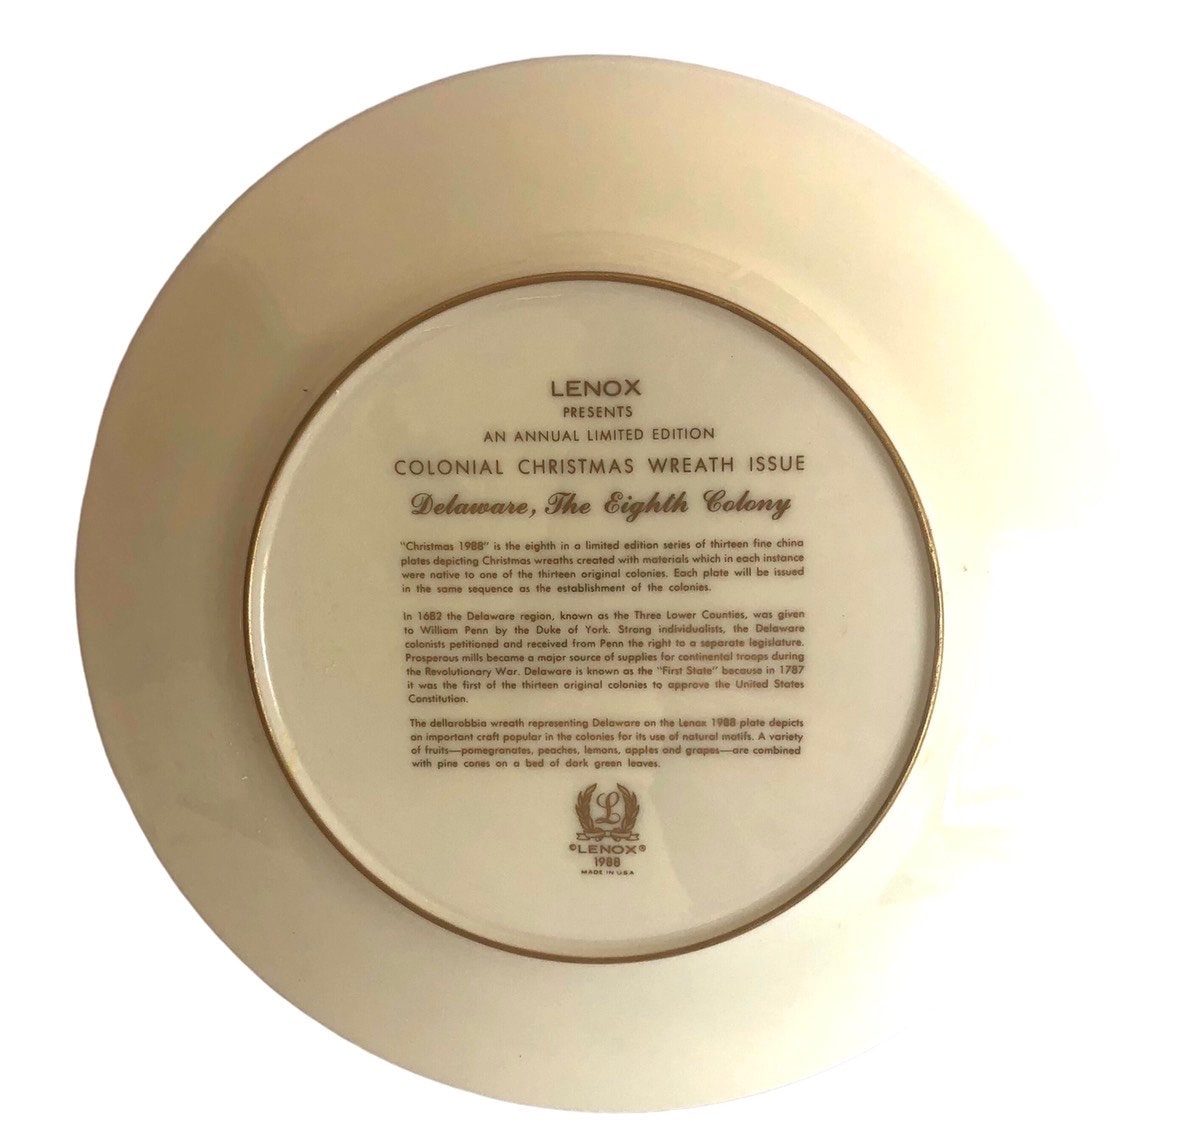 LENOX
PRESENTS
AN ANNUAL LIMITED EDITION
COLONIAL CHRISTMAS WREATH ISSUE
Delaware, The Eighth Colony
"Christmas 1988" is the eighth in a limited edition series of thirteen fine china
plates depicting Christmas wreaths created with materials which in each instance
were native to one of the thirteen original colonies. Each plate will be issued
in the same sequence as the establishment of the colonies.
In 1682 the Delaware region, known as the Three Lower Counties, was given
to William Penn by the Duke of York. Strong individualists, the Delaware
colonists petitioned and received from Penn the right to a separate legislature.
Prosperous mills became a major source of supplies for continental troops during
the Revolutionary War. Delaware is known as the "First State" because in 1787
it was the first of the thirteen original colonies to approve the United States
Constitution.
The dellarobbia wreath representing Delaware on the Lenox 1988 plate depicts
an important craft popular in the colonies for its use of natural motifs. A variety
of fruits—pomegranates, peaches, lemons, apples and grapes—are combined
with pine cones on a bed of dark green leaves.
L
©LENOX®
1988
MADE IN U.S.A